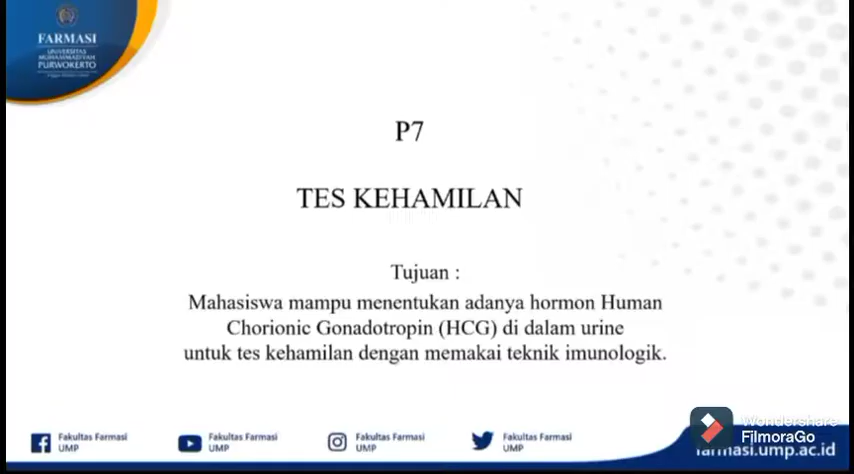 FARMASI
UNIVERSITAS
MUHAMMADIYAH
PURWOKERTO
P7
TES KEHAMILAN
Tujuan :
Mahasiswa mampu menentukan adanya hormon Human
Chorionic Gonadotropin (HCG) di dalam urine
untuk tes kehamilan dengan memakai teknik imunologik.
Fakultas Farmasi
UMP
Fakultas Farmasi
UMP
Fakultas Farmasi
UMP
Fakultas Farmasi
UMP
Wondershare
FilmoraGo
farmasi.ump.ac.id